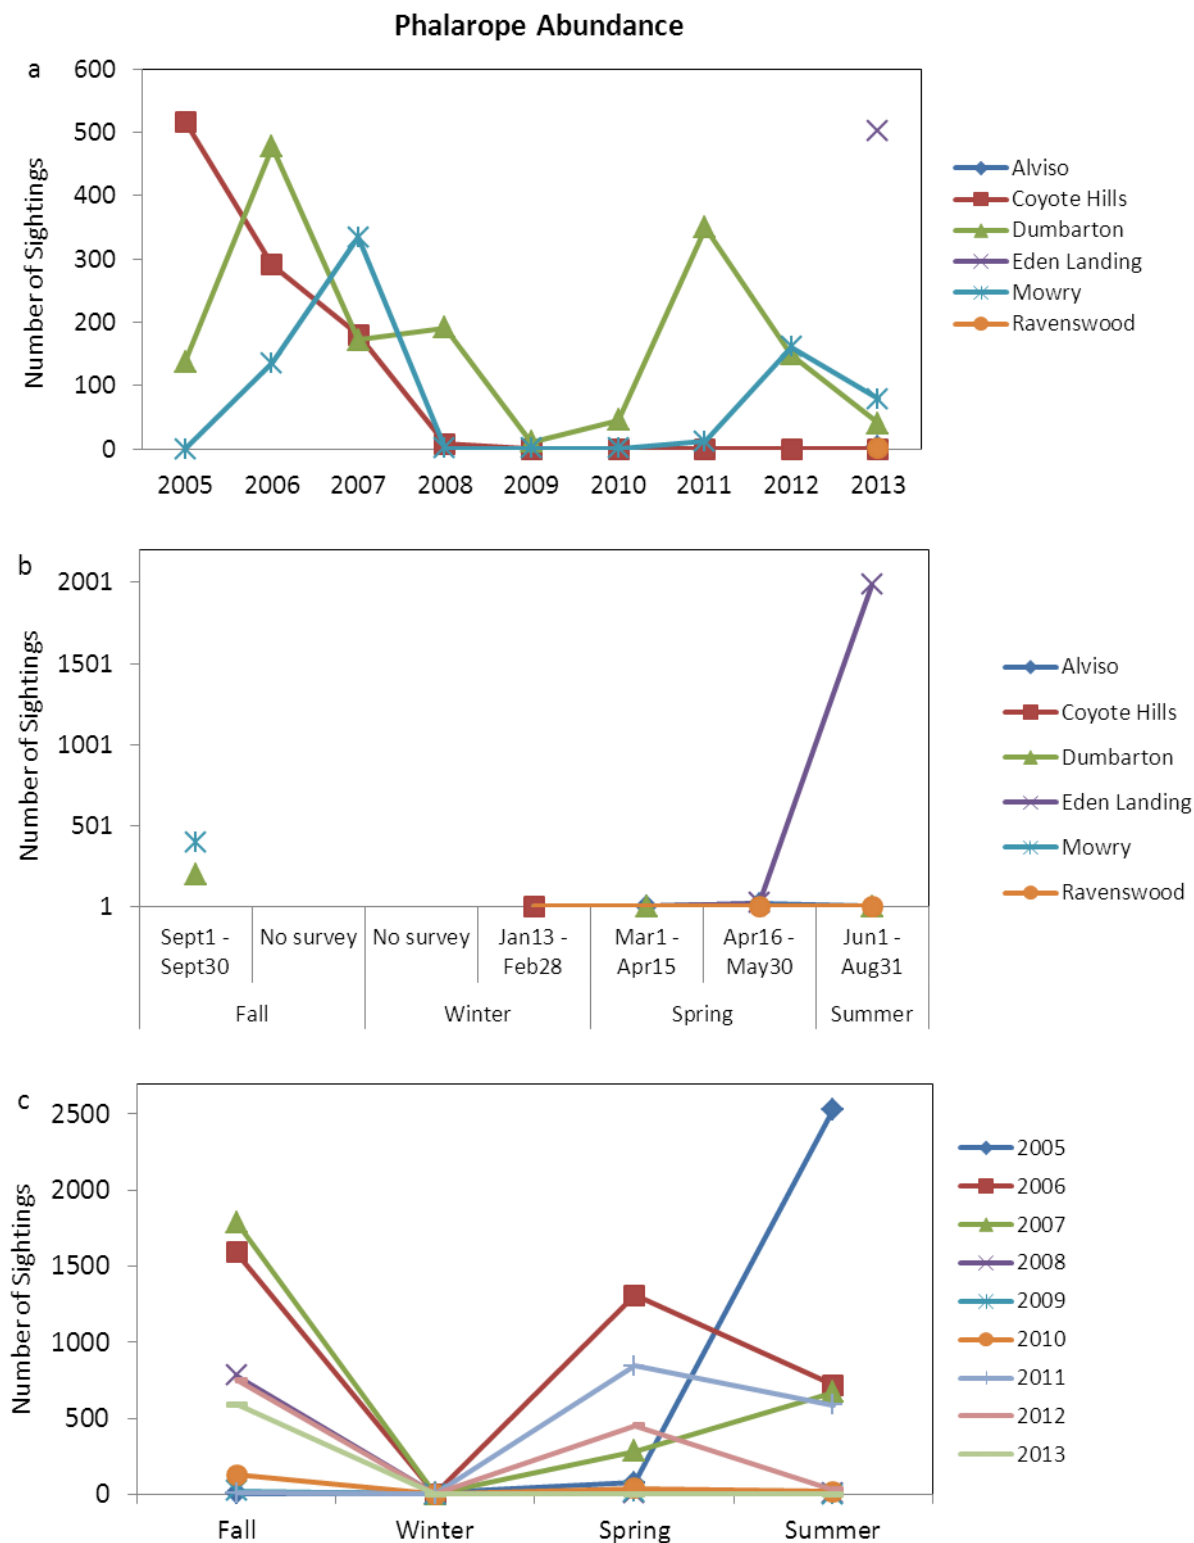 Phalarope Abundance
a
600
500
400
300
200
100
0
Number of Sightings
2005 2006 2007 2008 2009 2010 2011 2012 2013
Alviso
Coyote Hills
Dumbarton
Eden Landing
Mowry
Ravenswood
b
2001
1501
1001
501
1
Number of Sightings
Sept1 - No survey No survey Jan13 - Mar1 - Apr16 - Jun1 -
Sept30 Feb28 Apr15 May30 Aug31
Fall Winter Spring Summer
Alviso
Coyote Hills
Dumbarton
Eden Landing
Mowry
Ravenswood
c
2500
2000
1500
1000
500
0
Number of Sightings
Fall Winter Spring Summer
2005
2006
2007
2008
2009
2010
2011
2012
2013